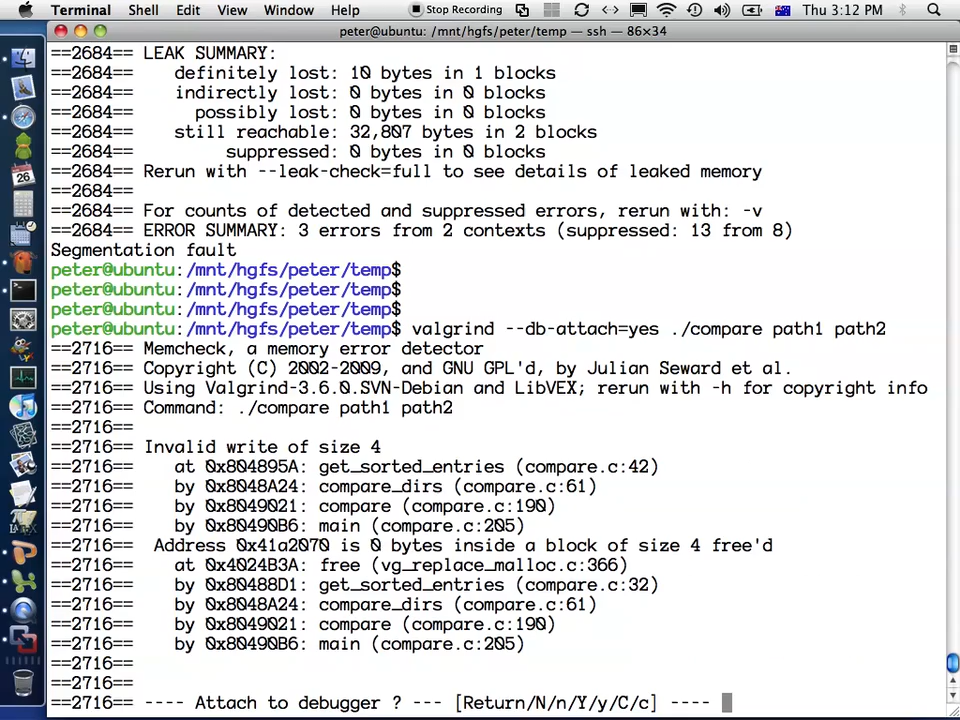 Terminal Shell Edit View Window Help Stop Recording Thu 3:12 PM
peter@ubuntu: /mnt/hgfs/peter/temp — ssh — 86×34
==2684== LEAK SUMMARY:
==2684==    definitely lost: 10 bytes in 1 blocks
==2684==    indirectly lost: 0 bytes in 0 blocks
==2684==      possibly lost: 0 bytes in 0 blocks
==2684==    still reachable: 32,807 bytes in 2 blocks
==2684==         suppressed: 0 bytes in 0 blocks
==2684== Rerun with --leak-check=full to see details of leaked memory
==2684==
==2684== For counts of detected and suppressed errors, rerun with: -v
==2684== ERROR SUMMARY: 3 errors from 2 contexts (suppressed: 13 from 8)
Segmentation fault
peter@ubuntu:/mnt/hgfs/peter/temp$
peter@ubuntu:/mnt/hgfs/peter/temp$
peter@ubuntu:/mnt/hgfs/peter/temp$
peter@ubuntu:/mnt/hgfs/peter/temp$ valgrind --db-attach=yes ./compare path1 path2
==2716== Memcheck, a memory error detector
==2716== Copyright (C) 2002-2009, and GNU GPL'd, by Julian Seward et al.
==2716== Using Valgrind-3.6.0.SVN-Debian and LibVEX; rerun with -h for copyright info
==2716== Command: ./compare path1 path2
==2716==
==2716== Invalid write of size 4
==2716==    at 0x804895A: get_sorted_entries (compare.c:42)
==2716==    by 0x8048A24: compare_dirs (compare.c:61)
==2716==    by 0x8049021: compare (compare.c:190)
==2716==    by 0x80490B6: main (compare.c:205)
==2716==  Address 0x41a2070 is 0 bytes inside a block of size 4 free'd
==2716==    at 0x4024B3A: free (vg_replace_malloc.c:366)
==2716==    by 0x80488D1: get_sorted_entries (compare.c:32)
==2716==    by 0x8048A24: compare_dirs (compare.c:61)
==2716==    by 0x8049021: compare (compare.c:190)
==2716==    by 0x80490B6: main (compare.c:205)
==2716==
==2716==
==2716== ---- Attach to debugger ? --- [Return/N/n/Y/y/C/c] ----
26